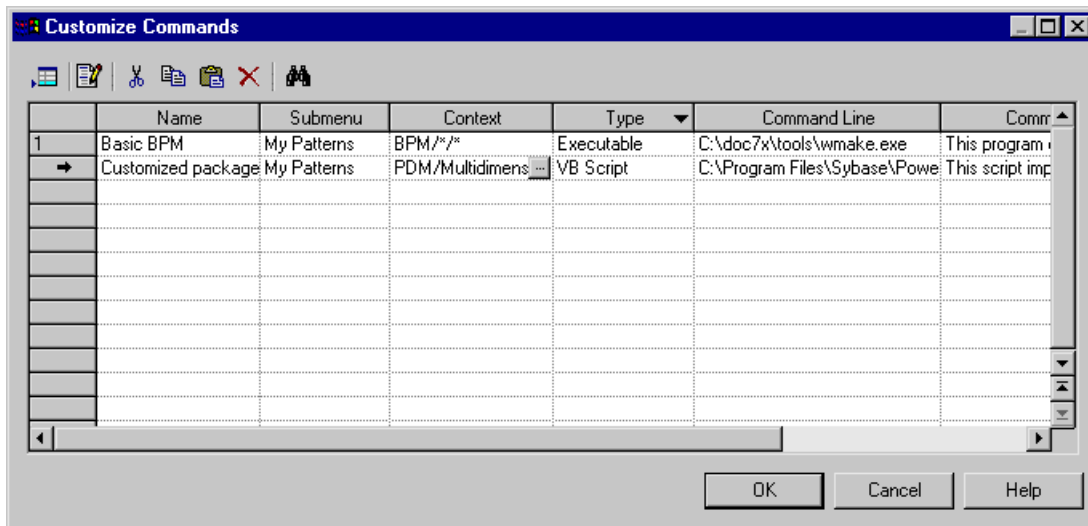 Customize Commands
Name Submenu Context Type Command Line Comm
1 Basic BPM My Patterns BPM/*/* Executable C:\doc7x\tools\wmake.exe This program
Customized package My Patterns PDM/Multidimens ... VB Script C:\Program Files\Sybase\Powe This script imp
OK Cancel Help